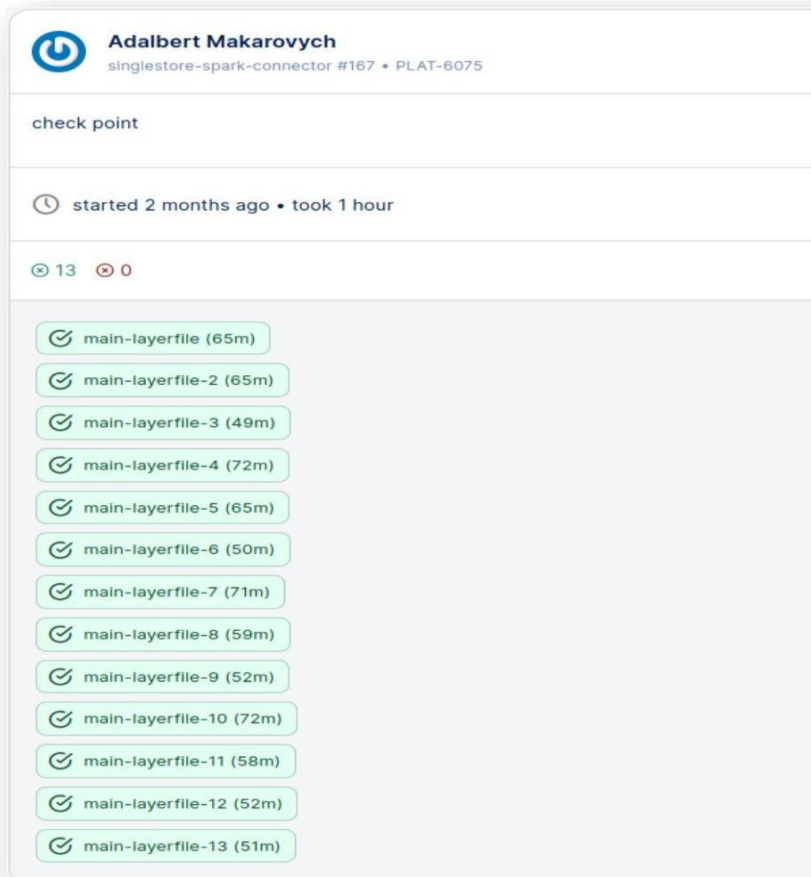 Adalbert Makarovych
singlestore-spark-connector #167 • PLAT-6075
check point
started 2 months ago • took 1 hour
13 0
main-layerfile (65m)
main-layerfile-2 (65m)
main-layerfile-3 (49m)
main-layerfile-4 (72m)
main-layerfile-5 (65m)
main-layerfile-6 (50m)
main-layerfile-7 (71m)
main-layerfile-8 (59m)
main-layerfile-9 (52m)
main-layerfile-10 (72m)
main-layerfile-11 (58m)
main-layerfile-12 (52m)
main-layerfile-13 (51m)